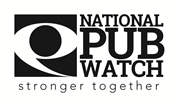 NATIONAL
PUB
WATCH
stronger together